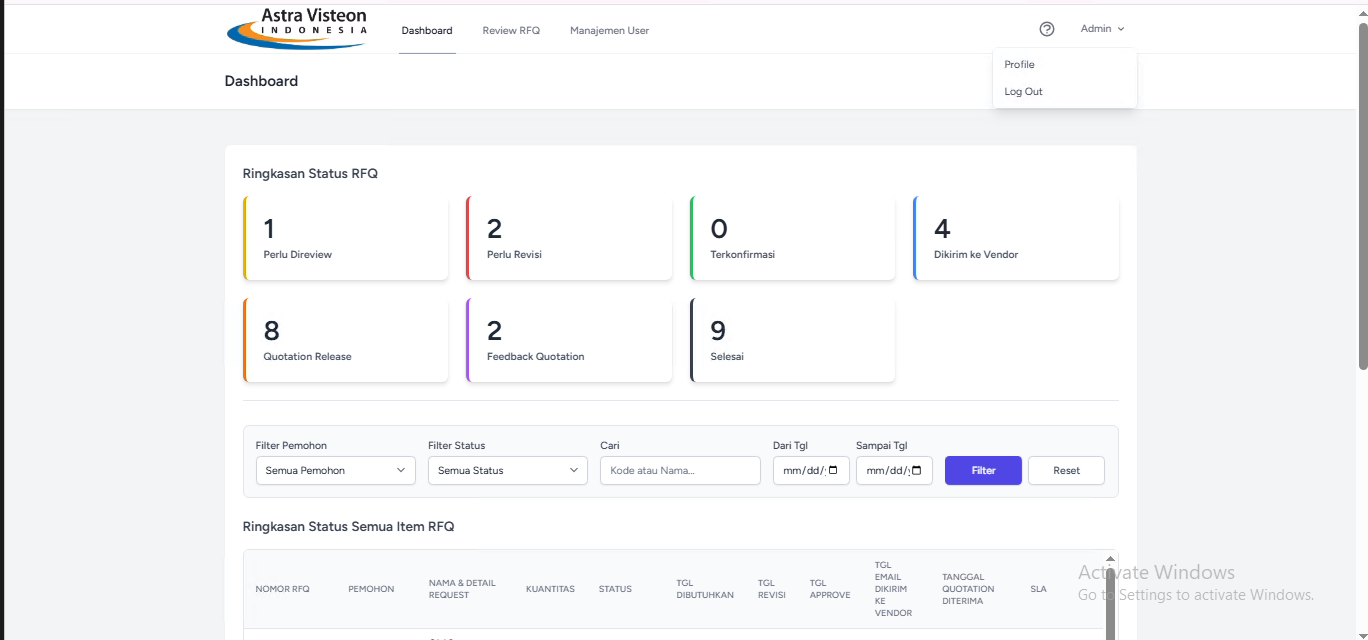 Astra Visteon
INDONESIA
Dashboard
Review RFQ
Manajemen User
Admin
Profile
Log Out
Dashboard
Ringkasan Status RFQ
1
Perlu Direview
2
Perlu Revisi
0
Terkonfirmasi
4
Dikirim ke Vendor
8
Quotation Release
2
Feedback Quotation
9
Selesai
Filter Pemohon
Semua Pemohon
Filter Status
Semua Status
Cari
Kode atau Nama...
Dari Tgl
mm/dd/
Sampai Tgl
mm/dd/
Filter
Reset
Ringkasan Status Semua Item RFQ
NOMOR RFQ
PEMOHON
NAMA & DETAIL
REQUEST
KUANTITAS
STATUS
TGL
DIBUTUHKAN
TGL
REVISI
TGL
APPROVE
TGL
EMAIL
DIKIRIM
KE
VENDOR
TANGGAL
QUOTATION
DITERIMA
SLA
Activate Windows
Go to Settings to activate Windows.